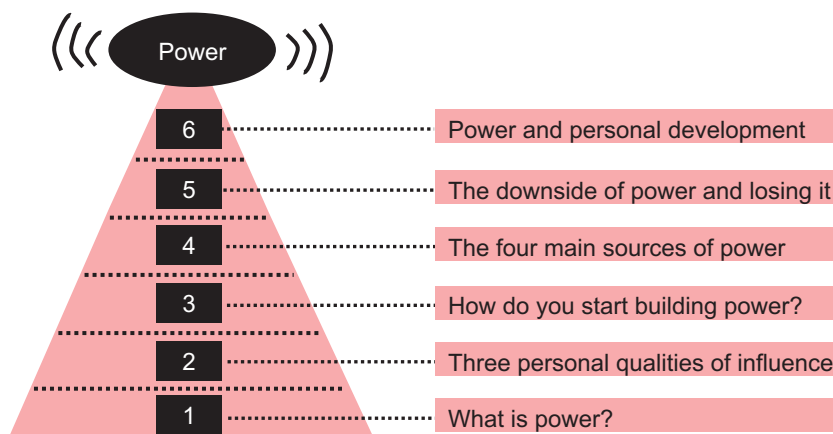 Power
6 Power and personal development
5 The downside of power and losing it
4 The four main sources of power
3 How do you start building power?
2 Three personal qualities of influence
1 What is power?